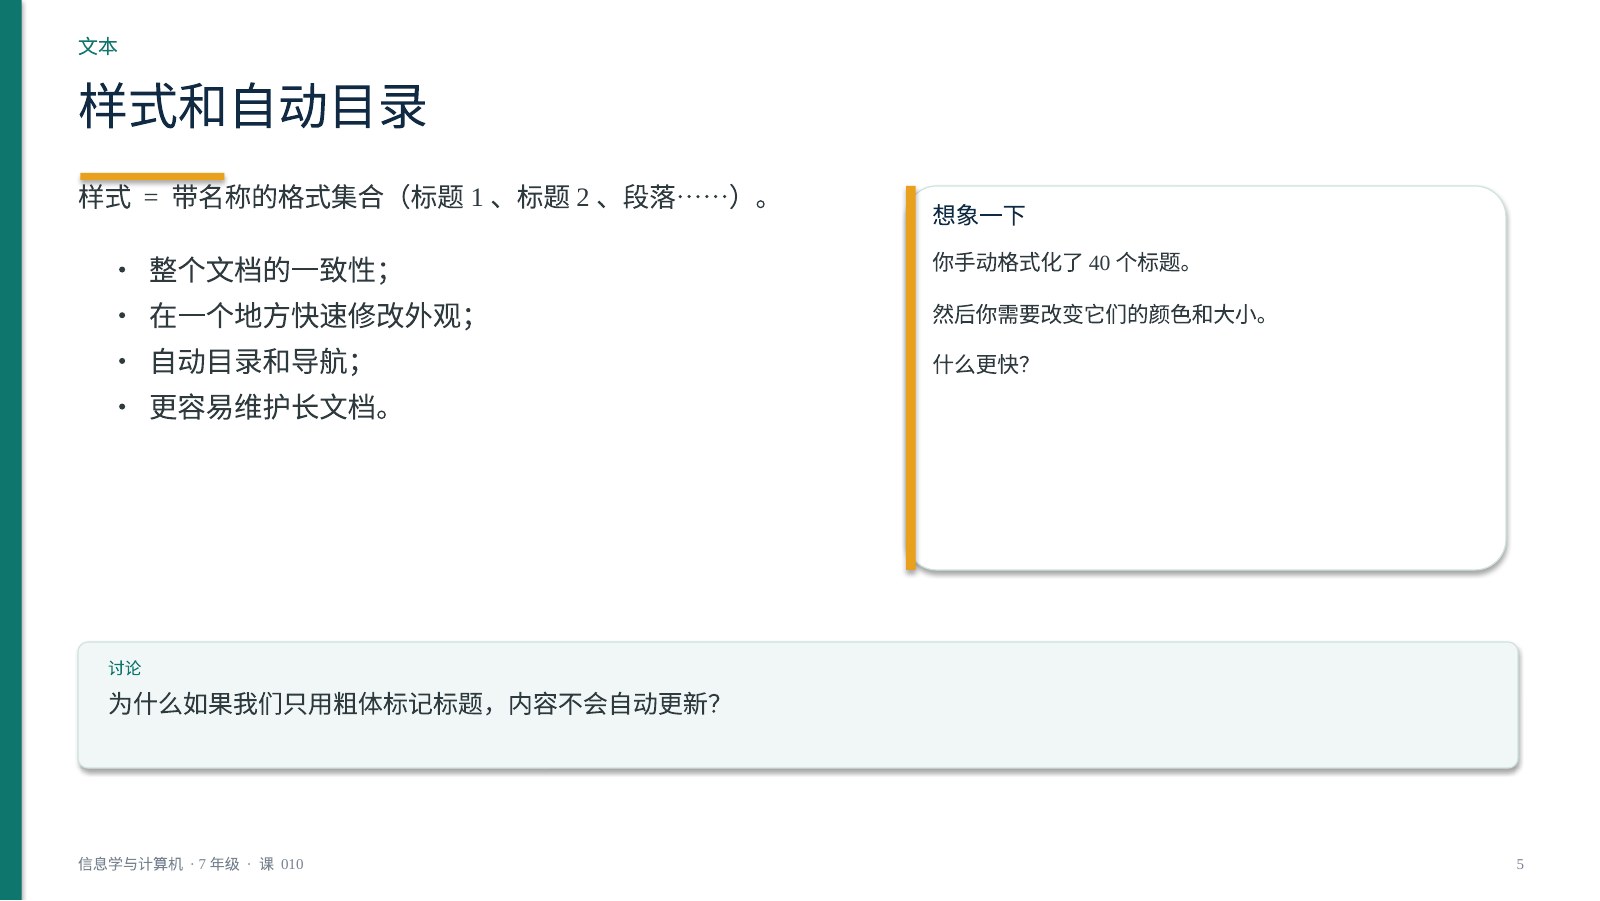 文本
样式和自动目录
样式 = 带名称的格式集合（标题 1 、标题 2 、段落……）。
• 整个文档的一致性；
• 在一个地方快速修改外观；
• 自动目录和导航；
• 更容易维护长文档。
想象一下
你手动格式化了 40 个标题。
然后你需要改变它们的颜色和大小。
什么更快？
讨论
为什么如果我们只用粗体标记标题，内容不会自动更新？
信息学与计算机 · 7 年级 · 课 010
5